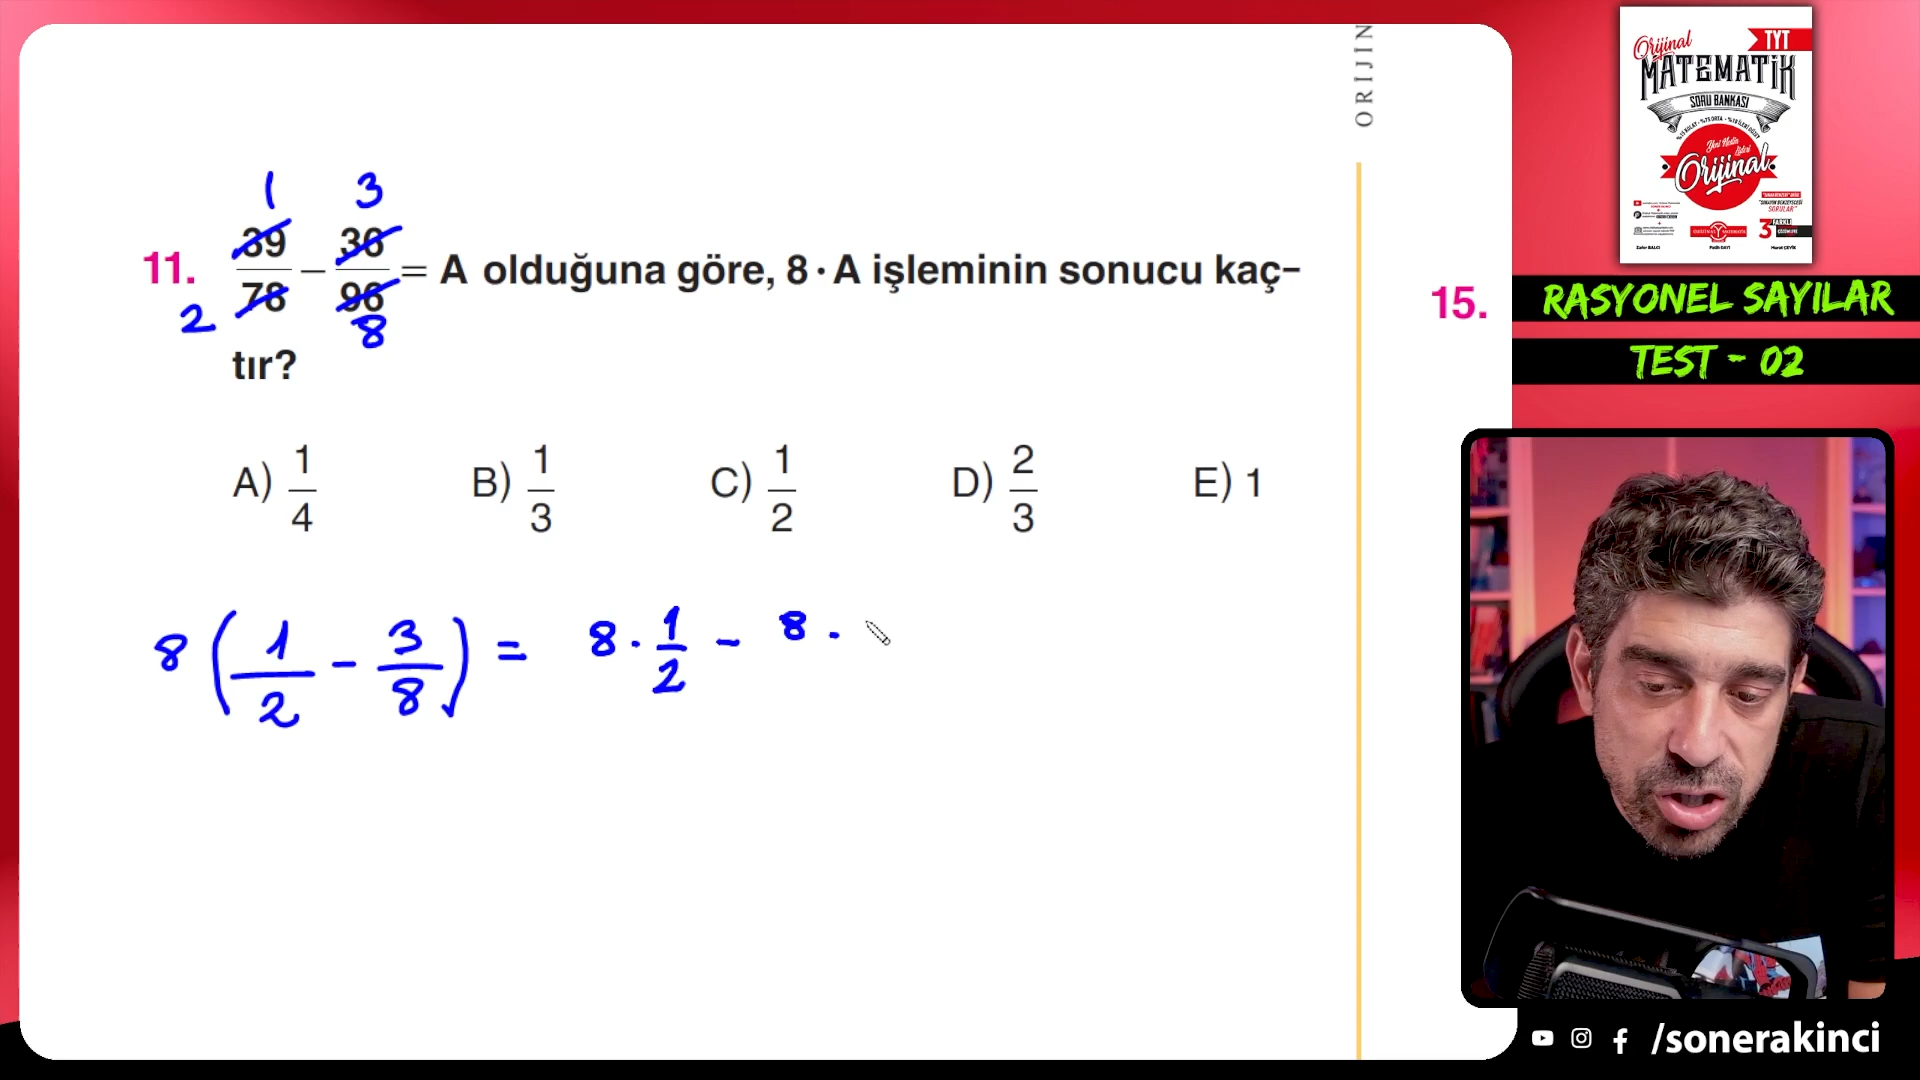 ORİJİN
1 3
11. 39/78 − 36/96 = A olduğuna göre, 8 · A işleminin sonucu kaç-
2 8
tır?
A) 1/4 B) 1/3 C) 1/2 D) 2/3 E) 1
8 (1/2 − 3/8) = 8 · 1/2 − 8 ·
15.
Orijinal
TYT
MATEMATİK
SORU BANKASI
Orijinal
3
RASYONEL SAYILAR
TEST - 02
/sonerakinci